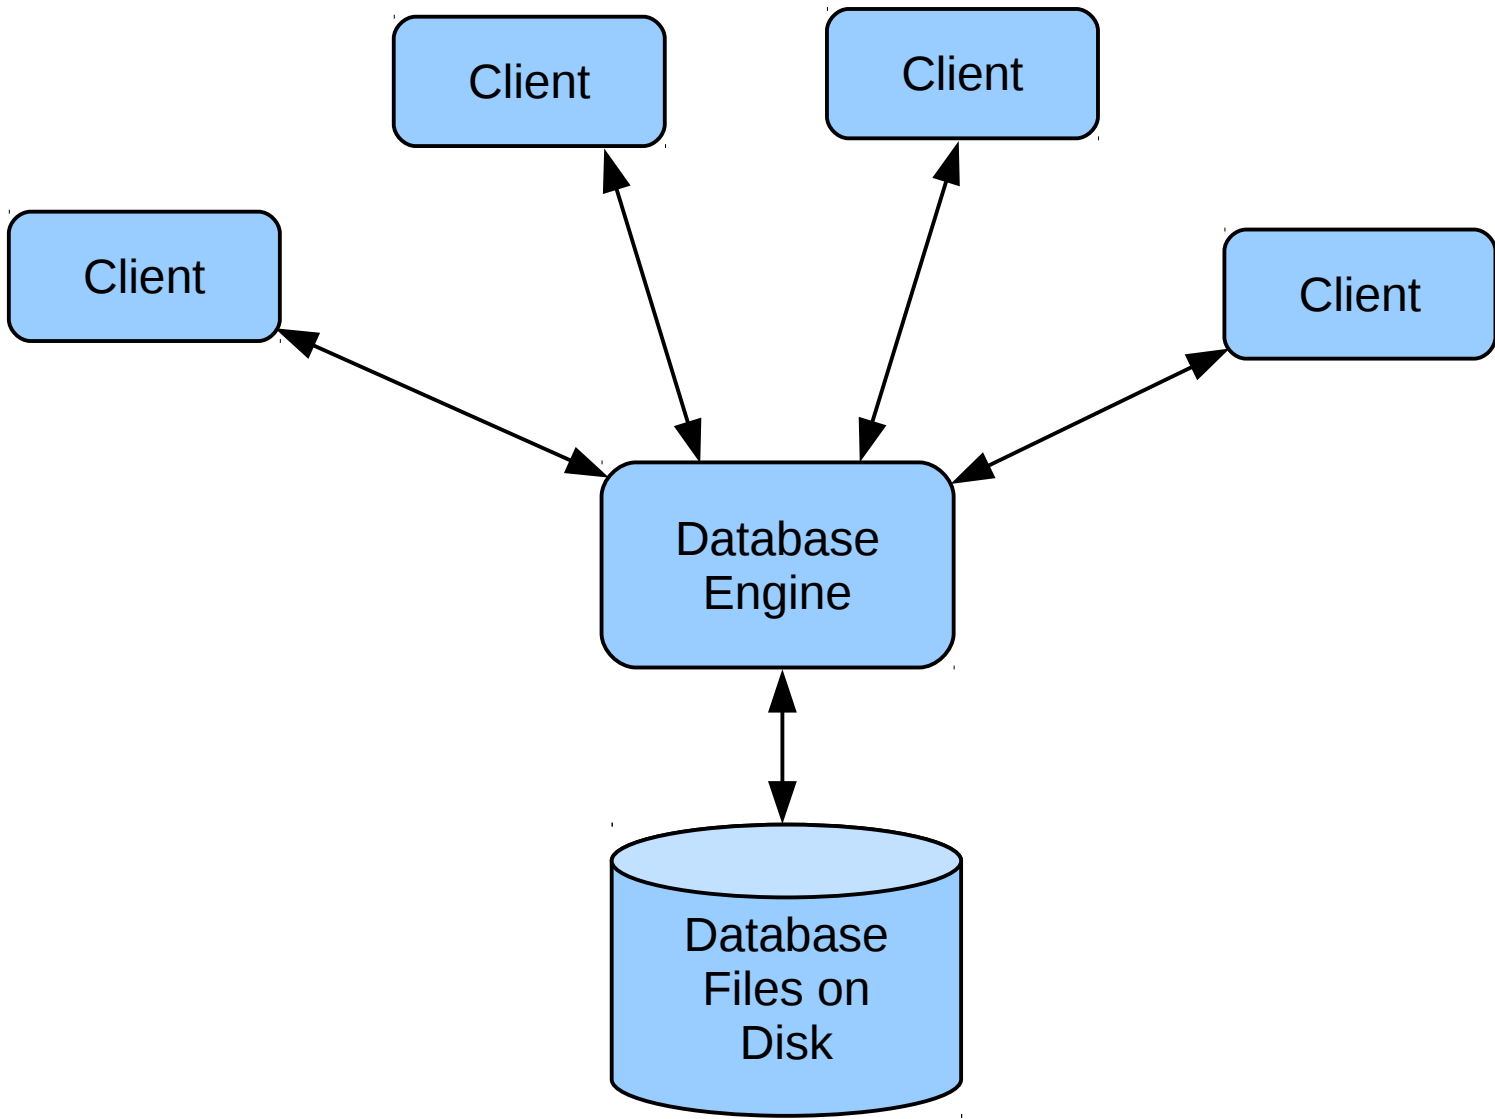 Client
Client
Client
Client
Database
Engine
Database
Files on
Disk